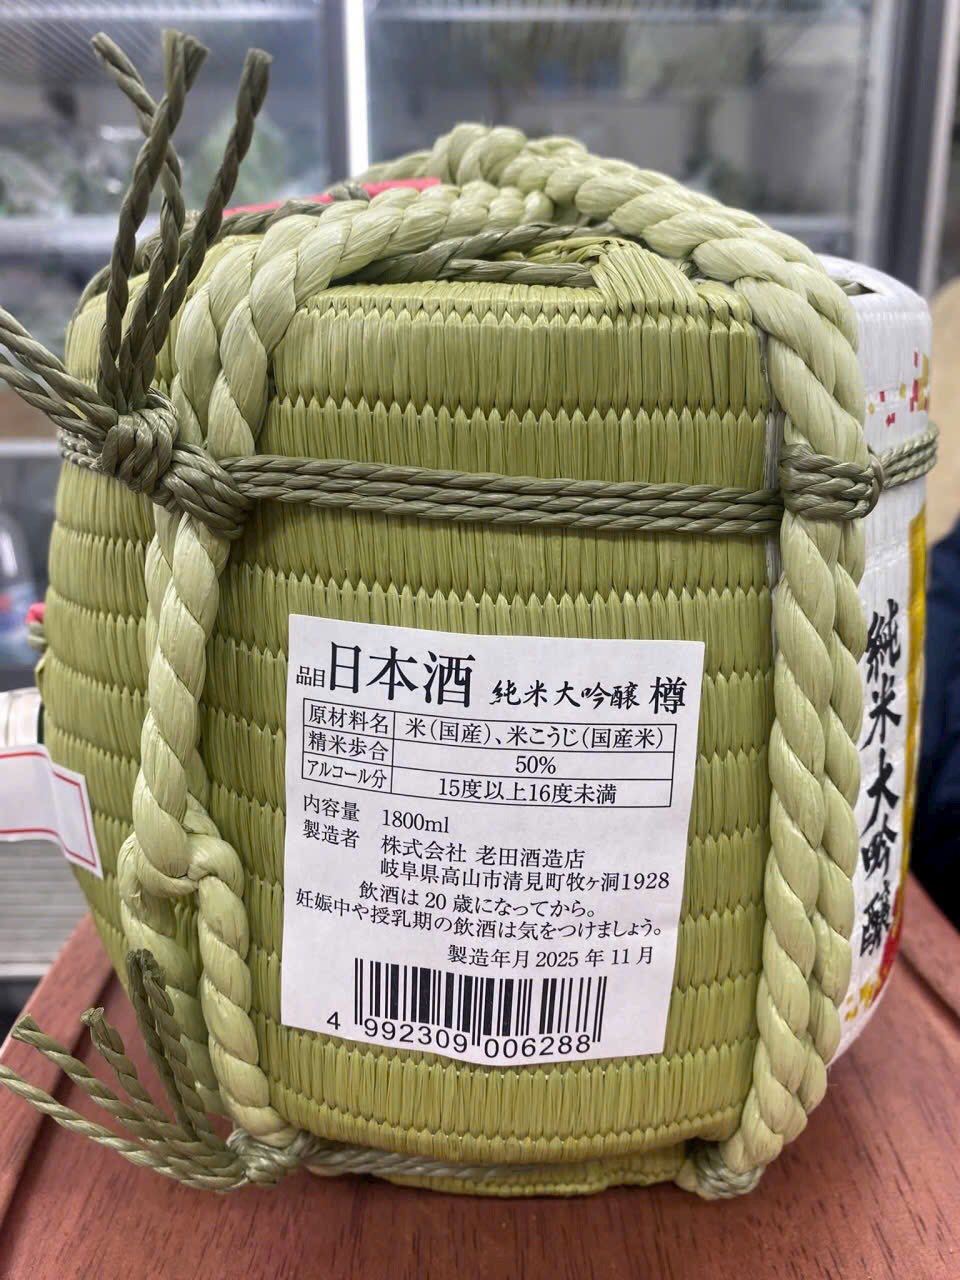 品目 日本酒 純米大吟醸 樽
原材料名 米(国産)、米こうじ(国産米)
精米歩合 50%
アルコール分 15度以上16度未満
内容量 1800ml
製造者 株式会社 老田酒造店
岐阜県高山市清見町牧ヶ洞1928
飲酒は20歳になってから。
妊娠中や授乳期の飲酒は気をつけましょう。
製造年月 2025年11月
4 992309 006288
純米大吟醸